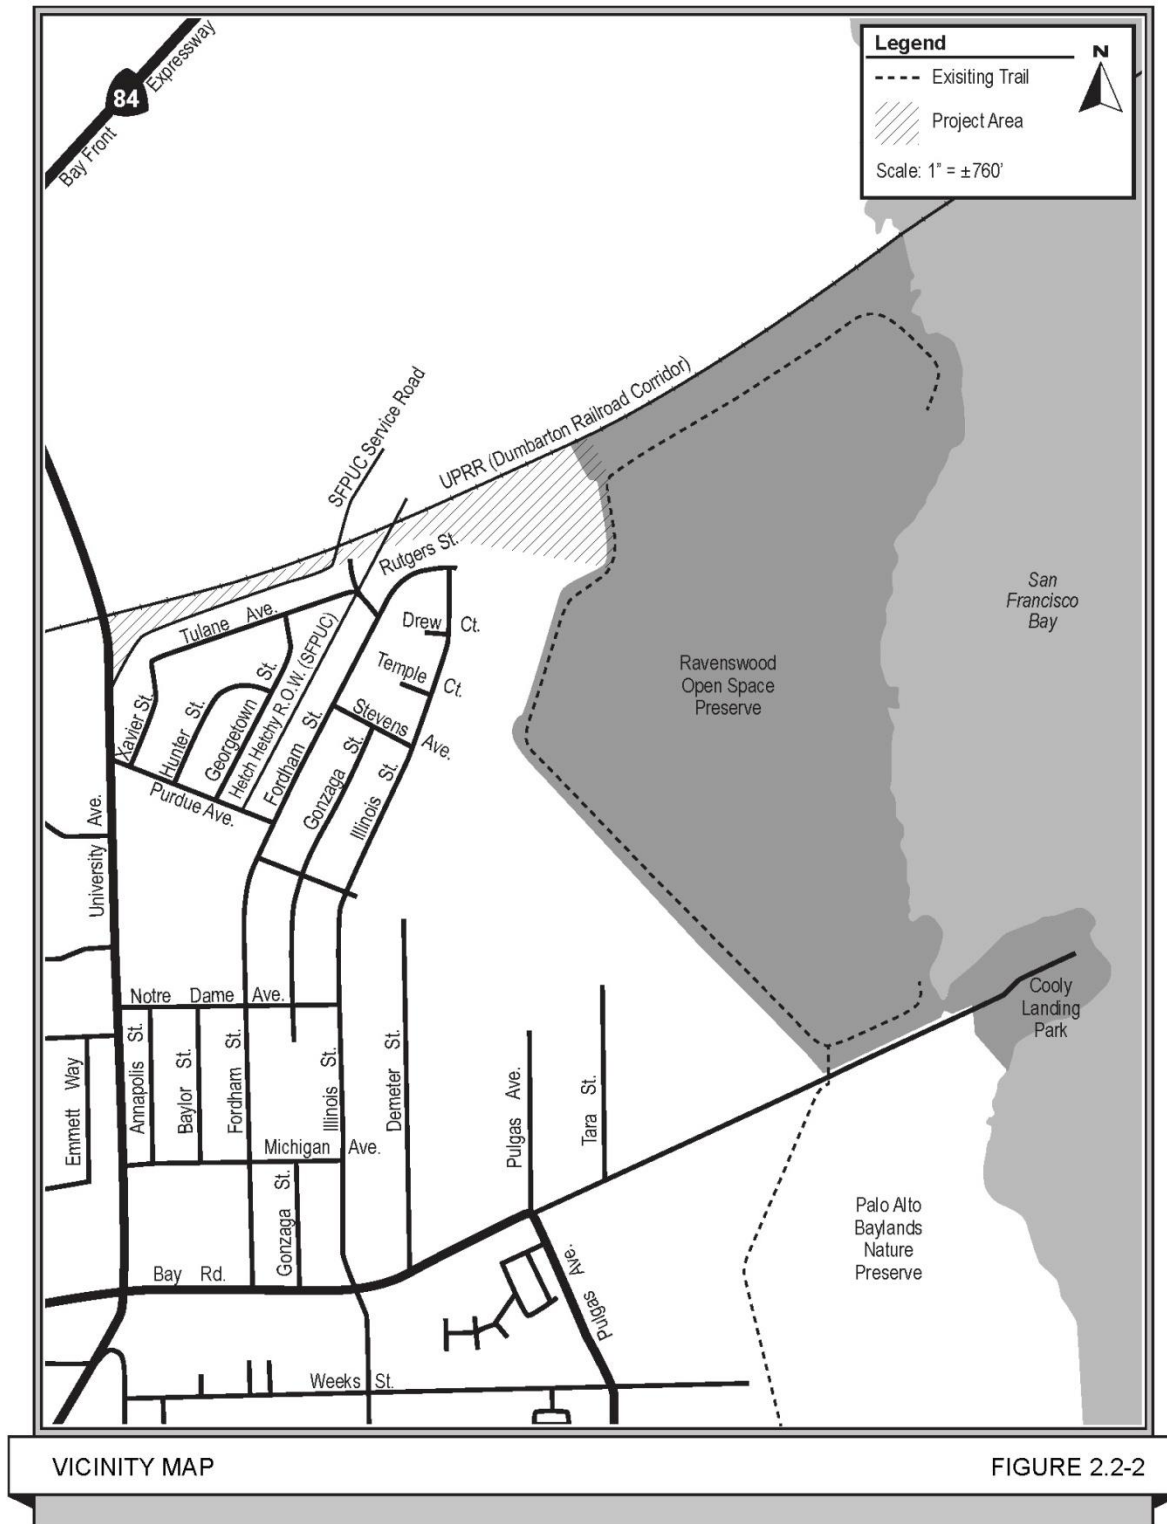 Legend
N
Exisiting Trail
Project Area
Scale: 1” = ±760’
84
Bay Front Expressway
SFPUC Service Road
UPRR (Dumbarton Railroad Corridor)
Rutgers St.
Tulane Ave.
Drew Ct.
Temple Ct.
Stevens Ave.
Xavier St.
Hunter St.
Georgetown St.
Hetch Hetchy R.O.W. (SFPUC)
Fordham St.
Gonzaga St.
Illinois St.
Purdue Ave.
University Ave.
San
Francisco
Bay
Ravenswood
Open Space
Preserve
Cooly
Landing
Park
Notre Dame Ave.
Emmett Way
Annapolis St.
Baylor St.
Fordham St.
Illinois St.
Demeter St.
Pulgas Ave.
Tara St.
Michigan Ave.
Gonzaga St.
Bay Rd.
Pulgas Ave.
Palo Alto
Baylands
Nature
Preserve
Weeks St.
VICINITY MAP
FIGURE 2.2-2